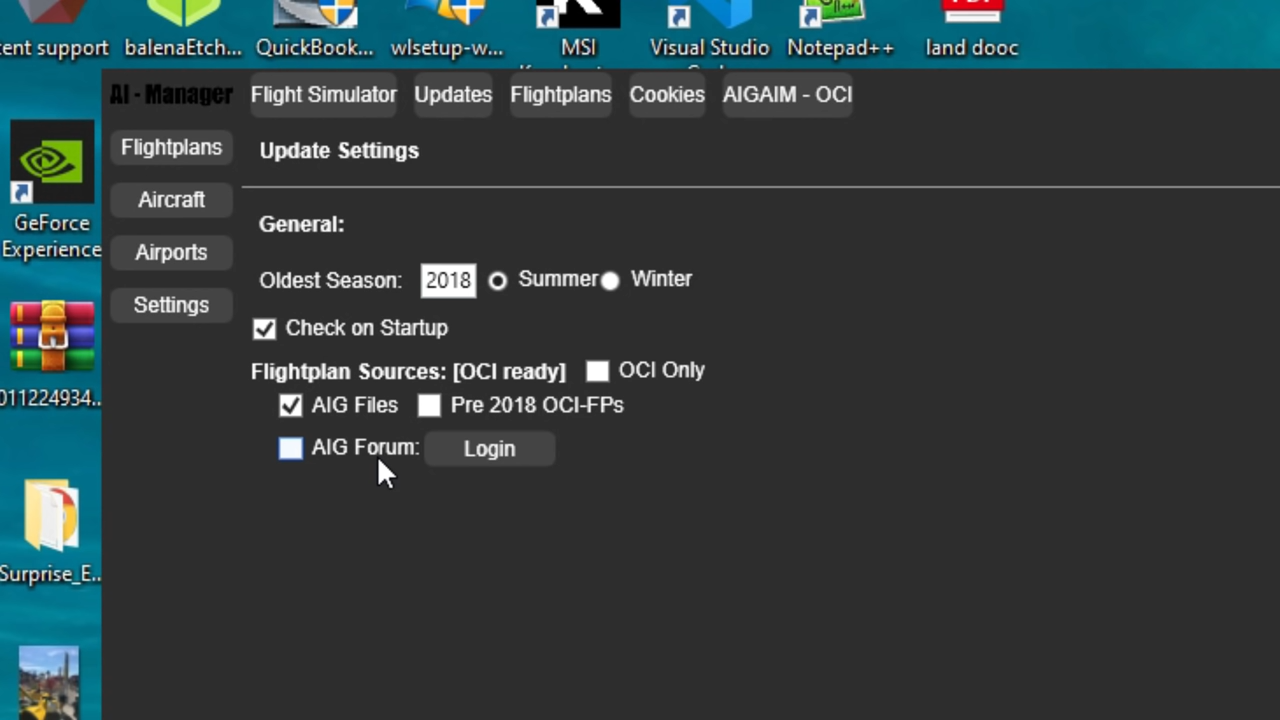 tent support balenaEtch... QuickBook... wlsetup-w... MSI Visual Studio Notepad++ land dooc
AI - Manager Flight Simulator Updates Flightplans Cookies AIGAIM - OCI
Flightplans
Update Settings
Aircraft
General:
GeForce
Experience
Airports
Oldest Season: 2018 Summer Winter
Settings
Check on Startup
Flightplan Sources: [OCI ready] OCI Only
011224934...
AIG Files Pre 2018 OCI-FPs
AIG Forum: Login
Surprise_E...